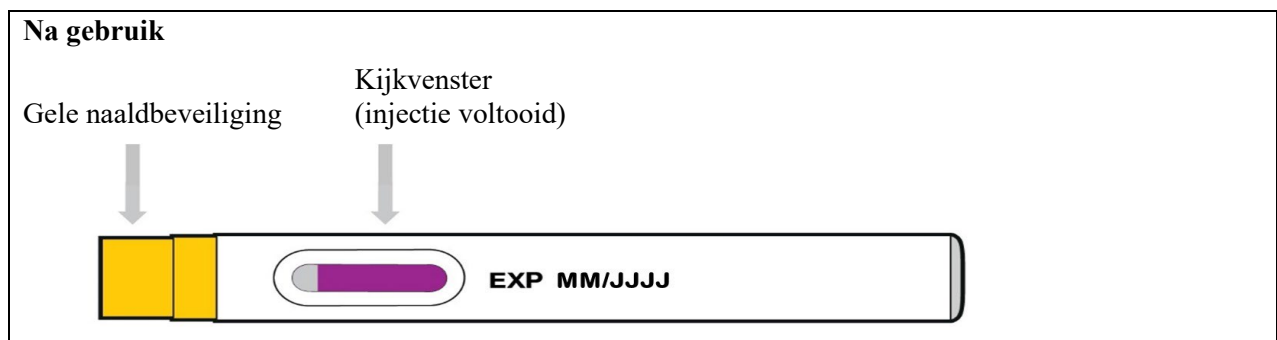 Na gebruik
Kijkvenster
Gele naaldbeveiliging (injectie voltooid)
EXP MM/JJJJ